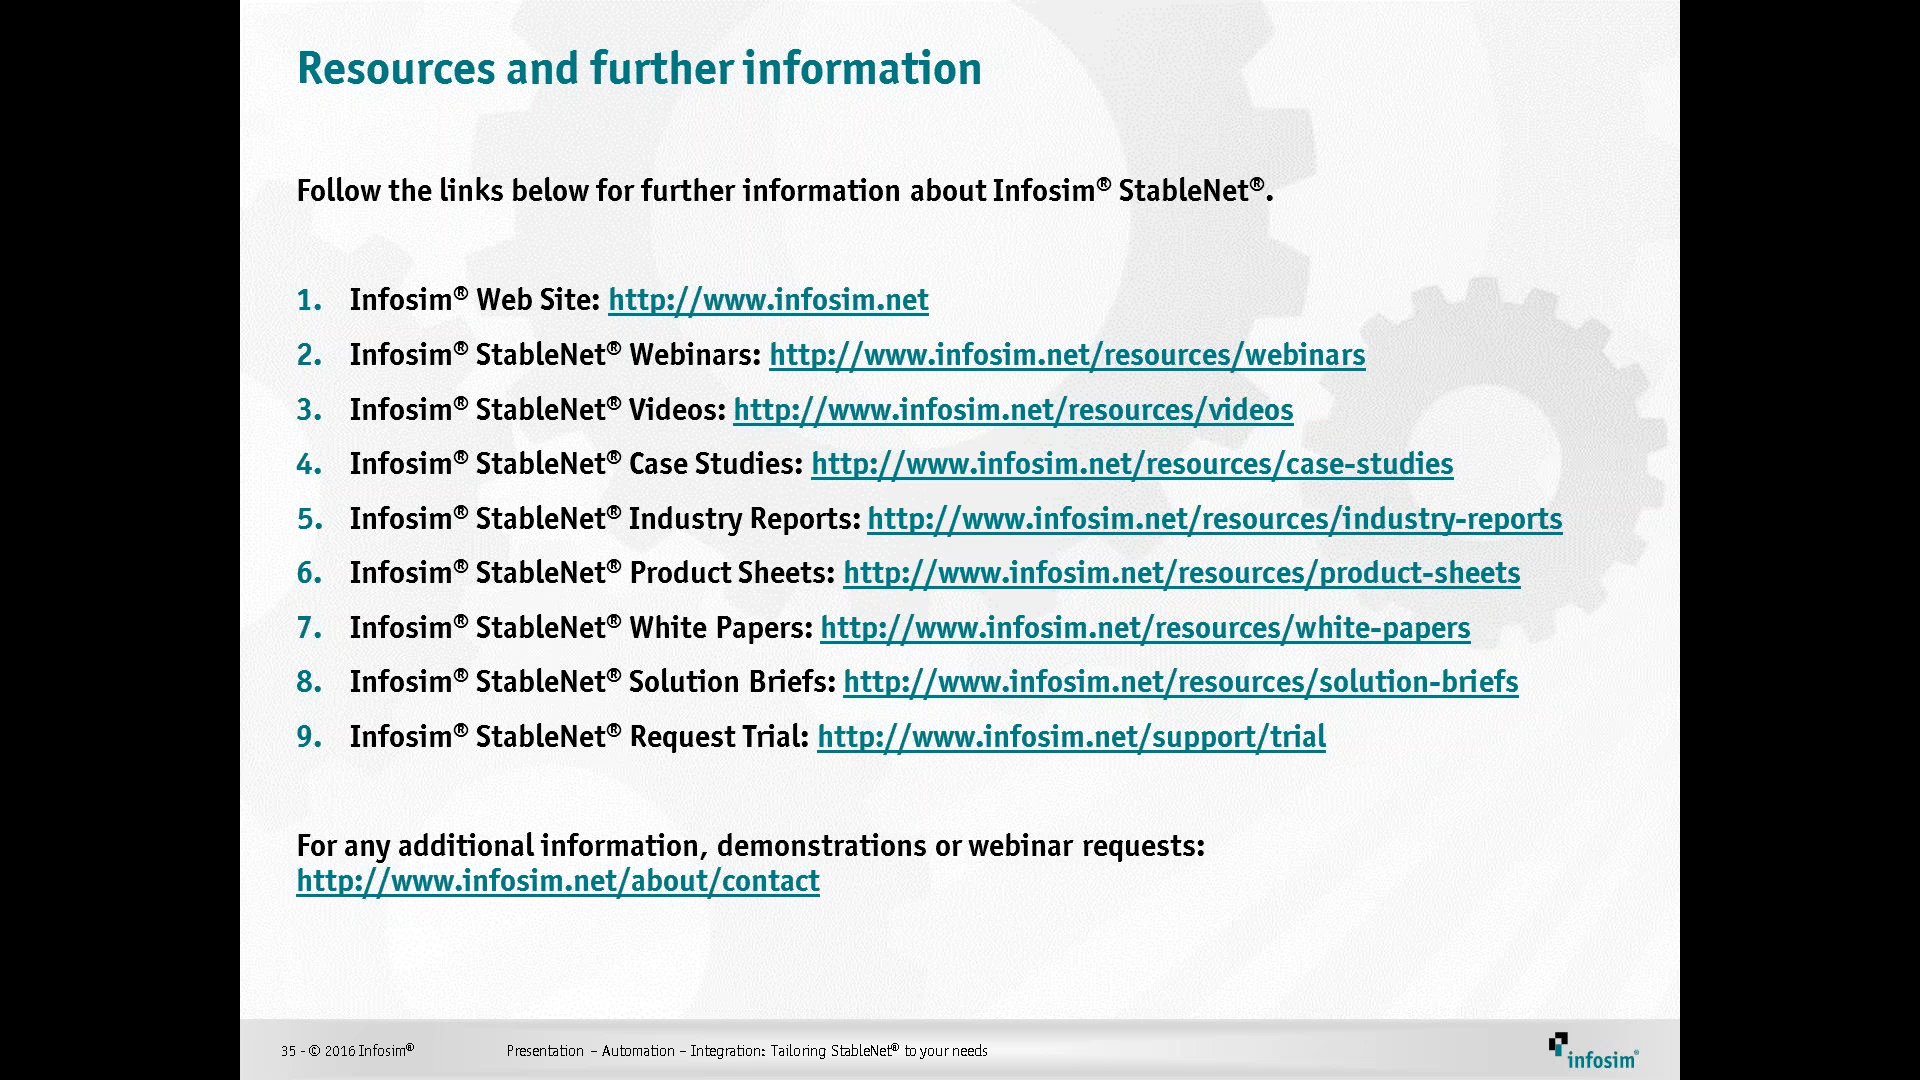 Resources and further information
Follow the links below for further information about Infosim® StableNet®.
1. Infosim® Web Site: http://www.infosim.net
2. Infosim® StableNet® Webinars: http://www.infosim.net/resources/webinars
3. Infosim® StableNet® Videos: http://www.infosim.net/resources/videos
4. Infosim® StableNet® Case Studies: http://www.infosim.net/resources/case-studies
5. Infosim® StableNet® Industry Reports: http://www.infosim.net/resources/industry-reports
6. Infosim® StableNet® Product Sheets: http://www.infosim.net/resources/product-sheets
7. Infosim® StableNet® White Papers: http://www.infosim.net/resources/white-papers
8. Infosim® StableNet® Solution Briefs: http://www.infosim.net/resources/solution-briefs
9. Infosim® StableNet® Request Trial: http://www.infosim.net/support/trial
For any additional information, demonstrations or webinar requests:
http://www.infosim.net/about/contact
35 - © 2016 Infosim® Presentation – Automation – Integration: Tailoring StableNet® to your needs
infosim®